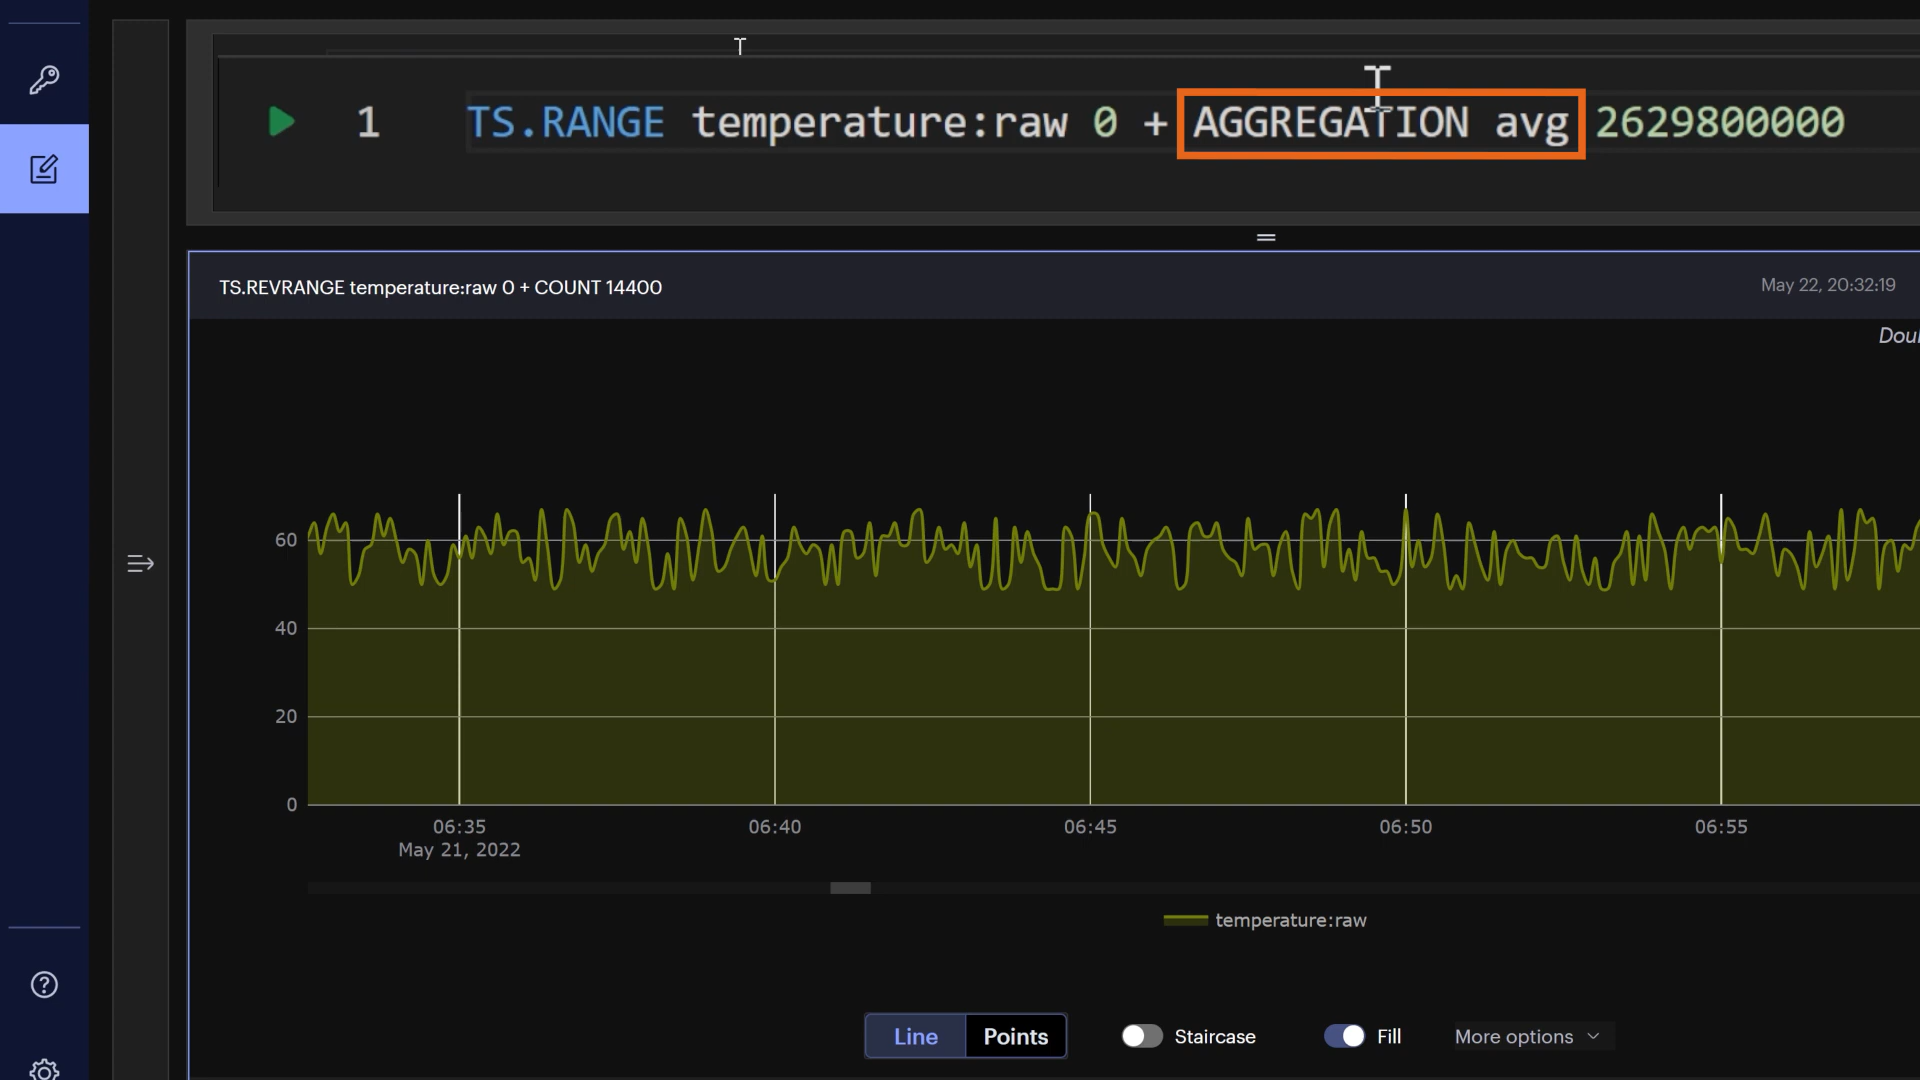 1 TS.RANGE temperature:raw 0 + AGGREGATION avg 2629800000
TS.REVRANGE temperature:raw 0 + COUNT 14400
May 22, 20:32:19
Dou
60
40
20
0
06:35 06:40 06:45 06:50 06:55
May 21, 2022
temperature:raw
Line Points Staircase Fill More options